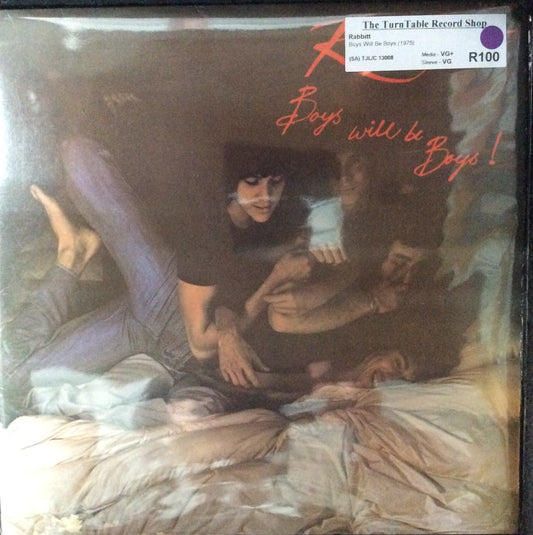 The TurnTable Record Shop
Rabbitt
Boys Will Be Boys (1975)
(SA) TJL/C 13008
Media - VG+
Sleeve - VG
R100
Boys
will be
Boys!